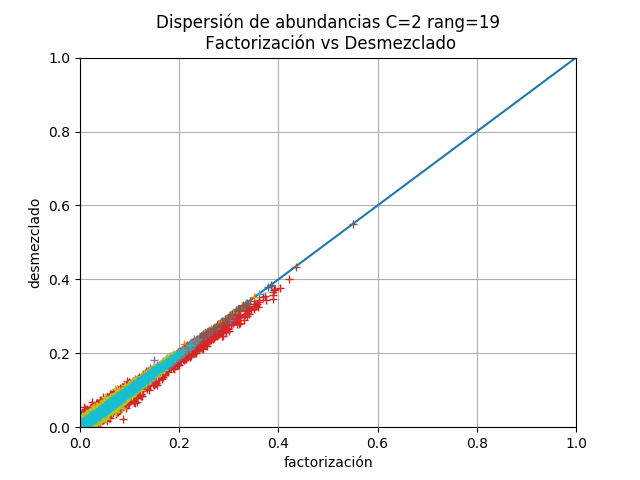 Dispersión de abundancias C=2 rang=19
Factorización vs Desmezclado
1.0
0.8
0.6
0.4
0.2
0.0
desmezclado
0.0 0.2 0.4 0.6 0.8 1.0
factorización